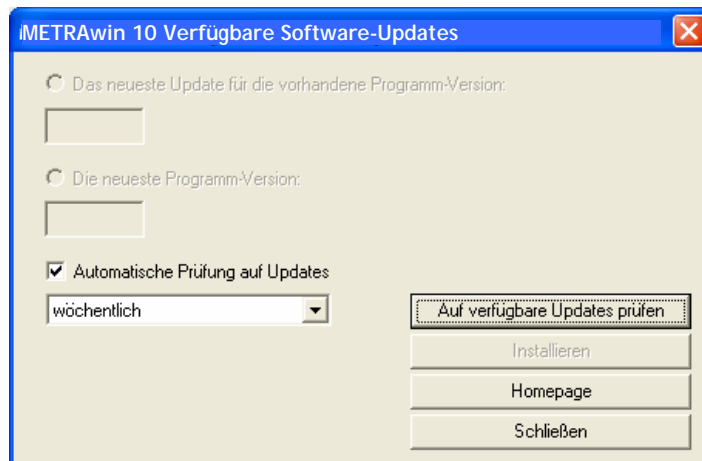 METRAwin 10 Verfügbare Software-Updates
Das neueste Update für die vorhandene Programm-Version:
Die neueste Programm-Version:
Automatische Prüfung auf Updates
wöchentlich
Auf verfügbare Updates prüfen
Installieren
Homepage
Schließen